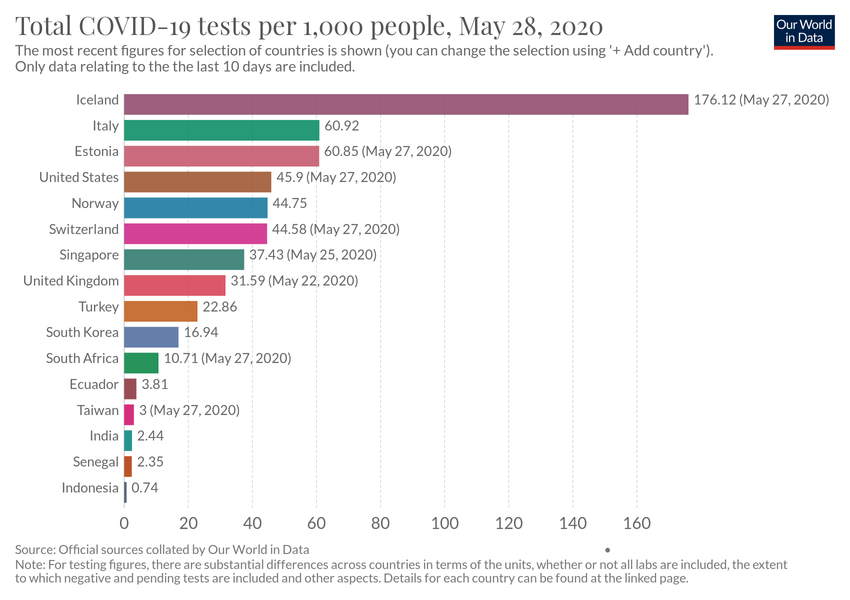 Total COVID-19 tests per 1,000 people, May 28, 2020
Our World
in Data
The most recent figures for selection of countries is shown (you can change the selection using '+ Add country').
Only data relating to the the last 10 days are included.
Iceland 176.12 (May 27, 2020)
Italy 60.92
Estonia 60.85 (May 27, 2020)
United States 45.9 (May 27, 2020)
Norway 44.75
Switzerland 44.58 (May 27, 2020)
Singapore 37.43 (May 25, 2020)
United Kingdom 31.59 (May 22, 2020)
Turkey 22.86
South Korea 16.94
South Africa 10.71 (May 27, 2020)
Ecuador 3.81
Taiwan 3 (May 27, 2020)
India 2.44
Senegal 2.35
Indonesia 0.74
0 20 40 60 80 100 120 140 160
Source: Official sources collated by Our World in Data
Note: For testing figures, there are substantial differences across countries in terms of the units, whether or not all labs are included, the extent
to which negative and pending tests are included and other aspects. Details for each country can be found at the linked page.